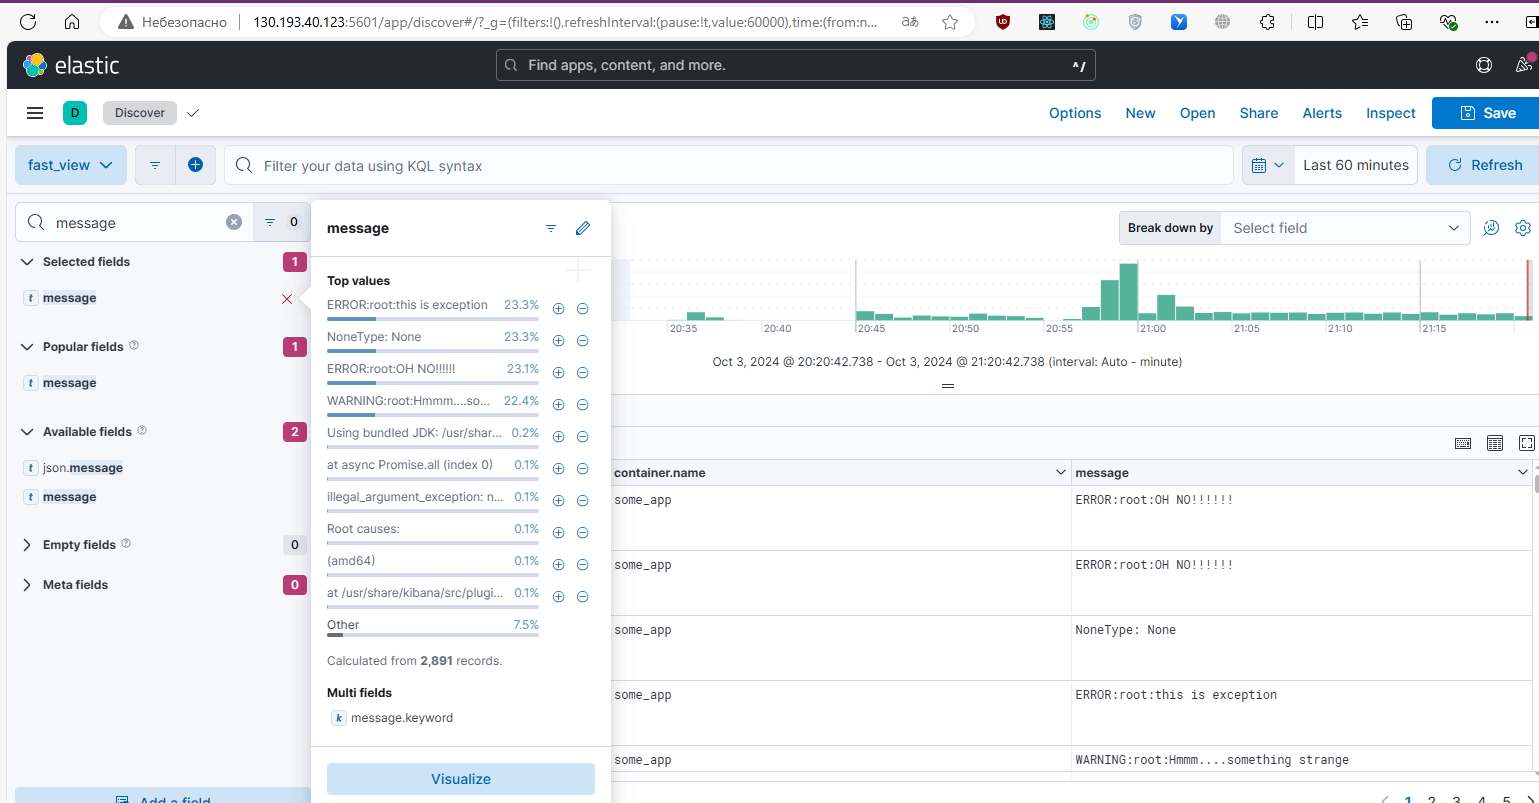 Небезопасно
130.193.40.123:5601/app/discover#/?_g=(filters:!(),refreshInterval:(pause:!t,value:60000),time:(from:n...
elastic
Find apps, content, and more.
^/
D
Discover
Options
New
Open
Share
Alerts
Inspect
Save
fast_view
Filter your data using KQL syntax
Last 60 minutes
Refresh
message
0
Selected fields
1
t message
Popular fields
1
t message
Available fields
2
t json.message
t message
Empty fields
0
Meta fields
0
Add a field
message
Top values
ERROR:root:this is exception 23.3%
NoneType: None 23.3%
ERROR:root:OH NO!!!!!! 23.1%
WARNING:root:Hmmm....so... 22.4%
Using bundled JDK: /usr/shar... 0.2%
at async Promise.all (index 0) 0.1%
illegal_argument_exception: n... 0.1%
Root causes: 0.1%
(amd64) 0.1%
at /usr/share/kibana/src/plugi... 0.1%
Other 7.5%
Calculated from 2,891 records.
Multi fields
k message.keyword
Visualize
Break down by
Select field
20:35 20:40 20:45 20:50 20:55 21:00 21:05 21:10 21:15
Oct 3, 2024 @ 20:20:42.738 - Oct 3, 2024 @ 21:20:42.738 (interval: Auto - minute)
container.name message
some_app ERROR:root:OH NO!!!!!!
some_app ERROR:root:OH NO!!!!!!
some_app NoneType: None
some_app ERROR:root:this is exception
some_app WARNING:root:Hmmm....something strange
1 2 3 4 5